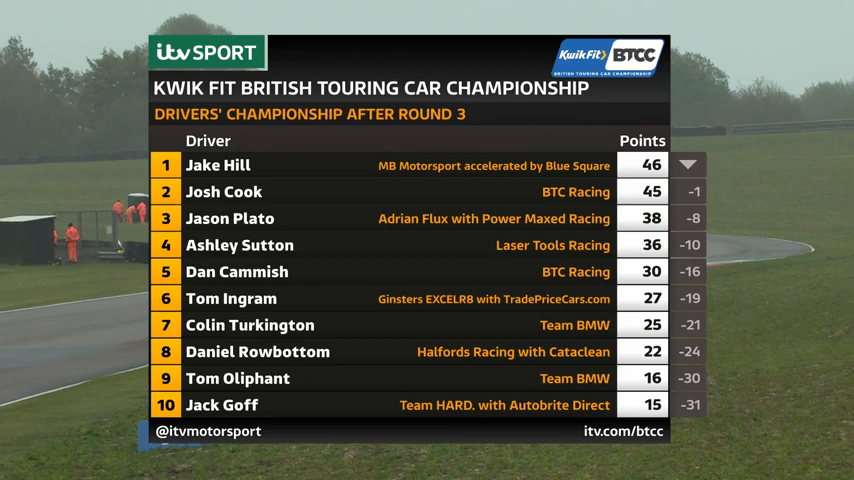 itv SPORT
KwikFit BTCC
BRITISH TOURING CAR CHAMPIONSHIP
KWIK FIT BRITISH TOURING CAR CHAMPIONSHIP
DRIVERS' CHAMPIONSHIP AFTER ROUND 3
Driver Points
1 Jake Hill MB Motorsport accelerated by Blue Square 46
2 Josh Cook BTC Racing 45 -1
3 Jason Plato Adrian Flux with Power Maxed Racing 38 -8
4 Ashley Sutton Laser Tools Racing 36 -10
5 Dan Cammish BTC Racing 30 -16
6 Tom Ingram Ginsters EXCELR8 with TradePriceCars.com 27 -19
7 Colin Turkington Team BMW 25 -21
8 Daniel Rowbottom Halfords Racing with Cataclean 22 -24
9 Tom Oliphant Team BMW 16 -30
10 Jack Goff Team HARD. with Autobrite Direct 15 -31
@itvmotorsport itv.com/btcc